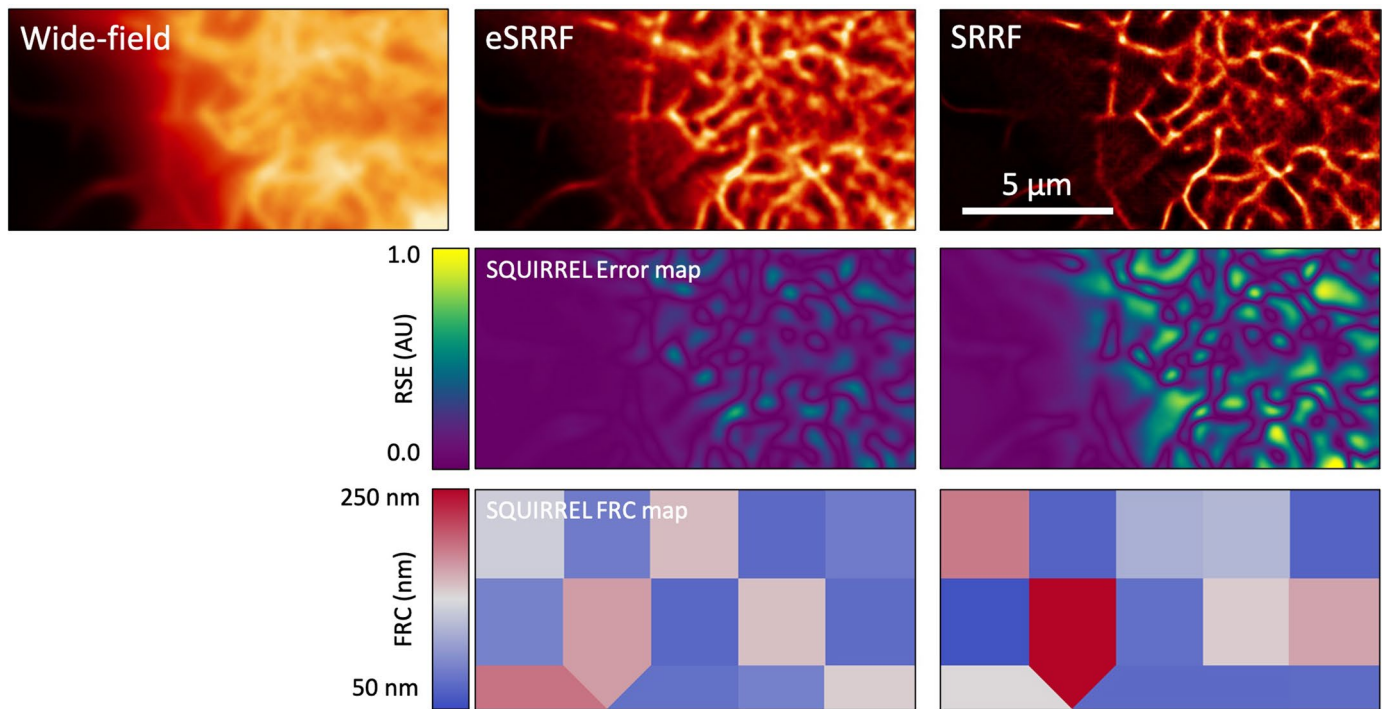 Wide-field
eSRRF
SRRF
5 µm
1.0
RSE (AU)
0.0
SQUIRREL Error map
250 nm
FRC (nm)
50 nm
SQUIRREL FRC map